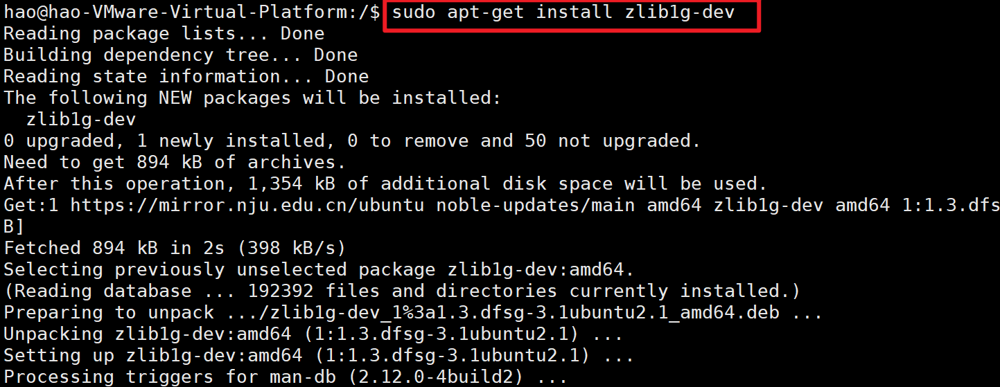 hao@hao-VMware-Virtual-Platform:/$ sudo apt-get install zlib1g-dev
Reading package lists... Done
Building dependency tree... Done
Reading state information... Done
The following NEW packages will be installed:
  zlib1g-dev
0 upgraded, 1 newly installed, 0 to remove and 50 not upgraded.
Need to get 894 kB of archives.
After this operation, 1,354 kB of additional disk space will be used.
Get:1 https://mirror.nju.edu.cn/ubuntu noble-updates/main amd64 zlib1g-dev amd64 1:1.3.dfs
B]
Fetched 894 kB in 2s (398 kB/s)
Selecting previously unselected package zlib1g-dev:amd64.
(Reading database ... 192392 files and directories currently installed.)
Preparing to unpack .../zlib1g-dev_1%3a1.3.dfsg-3.1ubuntu2.1_amd64.deb ...
Unpacking zlib1g-dev:amd64 (1:1.3.dfsg-3.1ubuntu2.1) ...
Setting up zlib1g-dev:amd64 (1:1.3.dfsg-3.1ubuntu2.1) ...
Processing triggers for man-db (2.12.0-4build2) ...